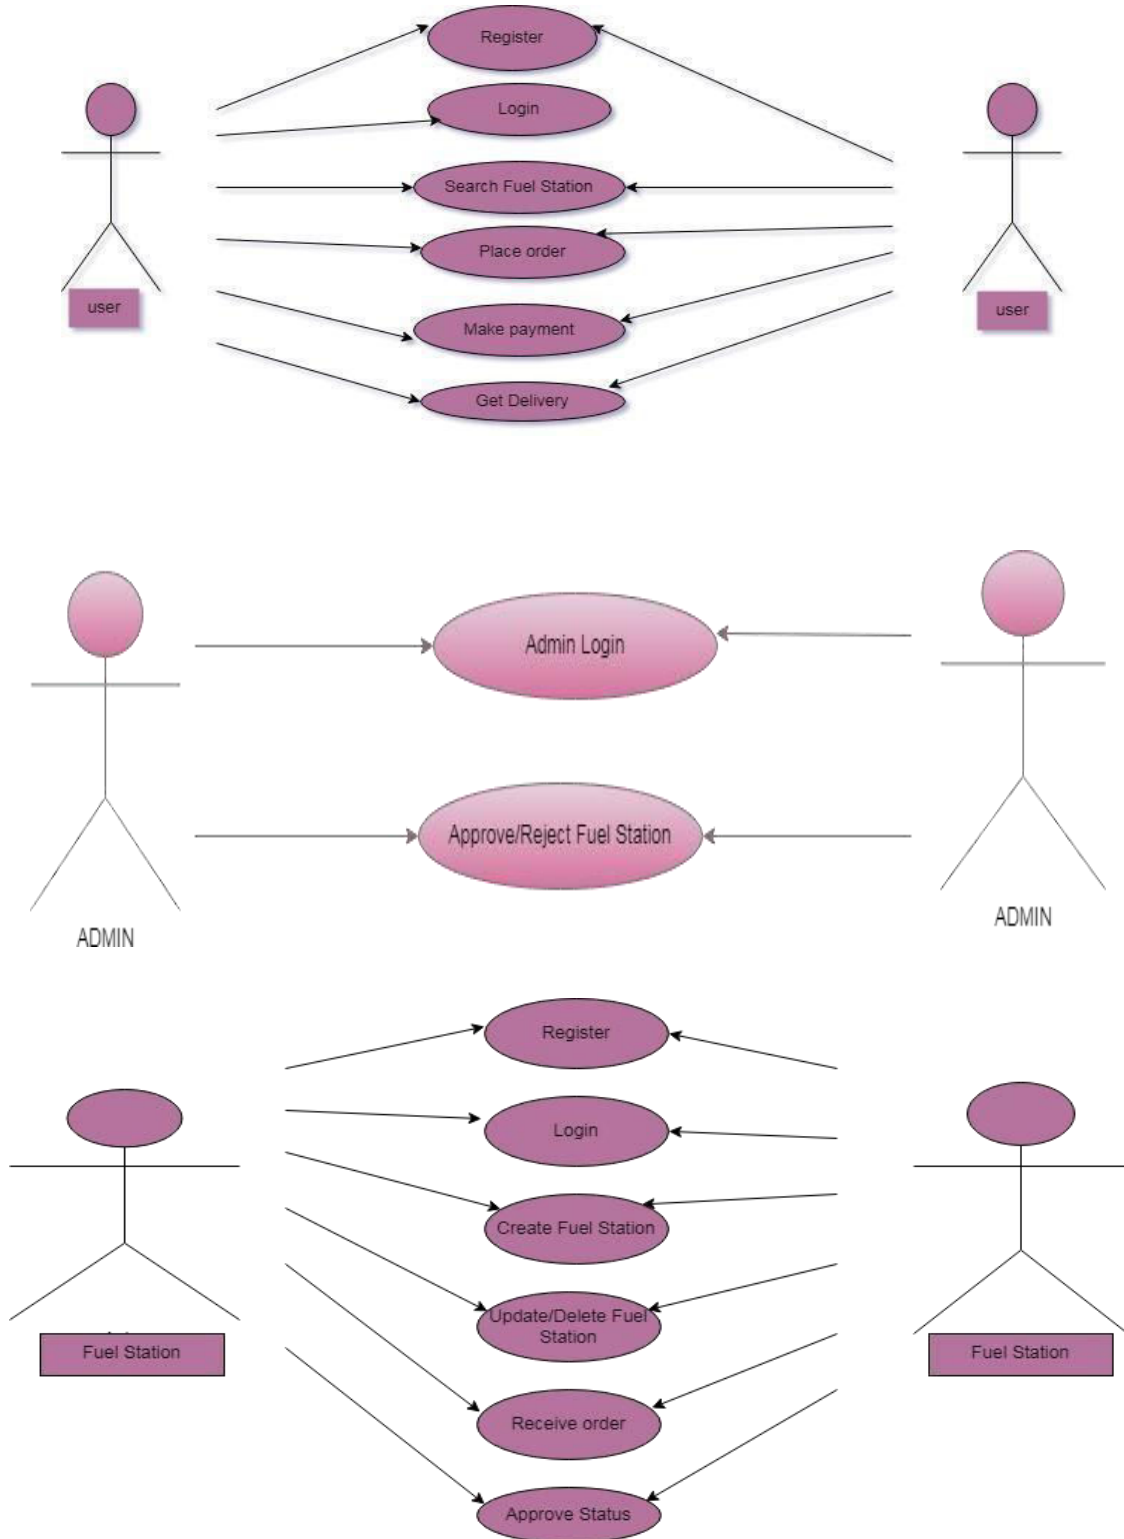 Register
Login
Search Fuel Station
Place order
user
user
Make payment
Get Delivery
Admin Login
Approve/Reject Fuel Station
ADMIN
ADMIN
Register
Login
Create Fuel Station
Update/Delete Fuel
Station
Fuel Station
Fuel Station
Receive order
Approve Status